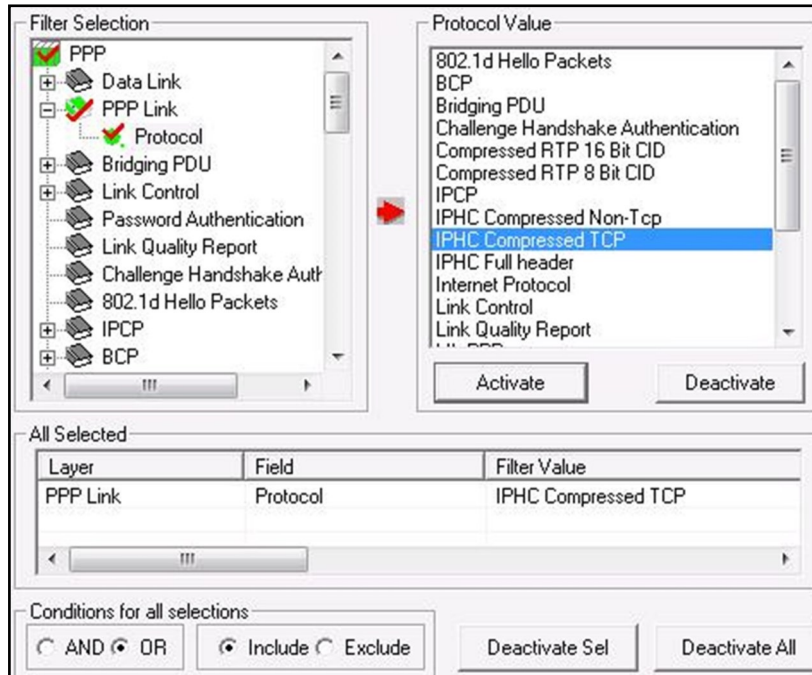 Filter Selection
PPP
Data Link
PPP Link
Protocol
Bridging PDU
Link Control
Password Authentication
Link Quality Report
Challenge Handshake Auth
802.1d Hello Packets
IPCP
BCP
Protocol Value
802.1d Hello Packets
BCP
Bridging PDU
Challenge Handshake Authentication
Compressed RTP 16 Bit CID
Compressed RTP 8 Bit CID
IPCP
IPHC Compressed Non-Tcp
IPHC Compressed TCP
IPHC Full header
Internet Protocol
Link Control
Link Quality Report
Activate Deactivate
All Selected
Layer Field Filter Value
PPP Link Protocol IPHC Compressed TCP
Conditions for all selections
AND OR Include Exclude Deactivate Sel Deactivate All